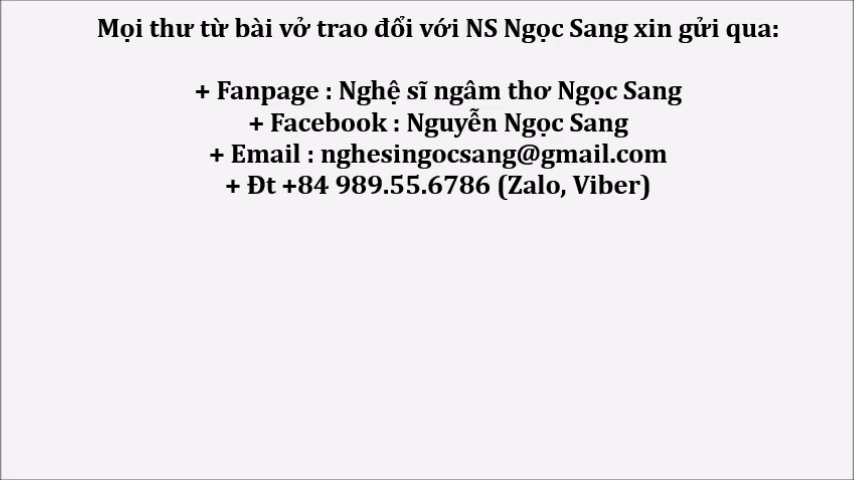 Mọi thư từ bài vở trao đổi với NS Ngọc Sang xin gửi qua:
+ Fanpage : Nghệ sĩ ngâm thơ Ngọc Sang
+ Facebook : Nguyễn Ngọc Sang
+ Email : nghesingocsang@gmail.com
+ Đt +84 989.55.6786 (Zalo, Viber)